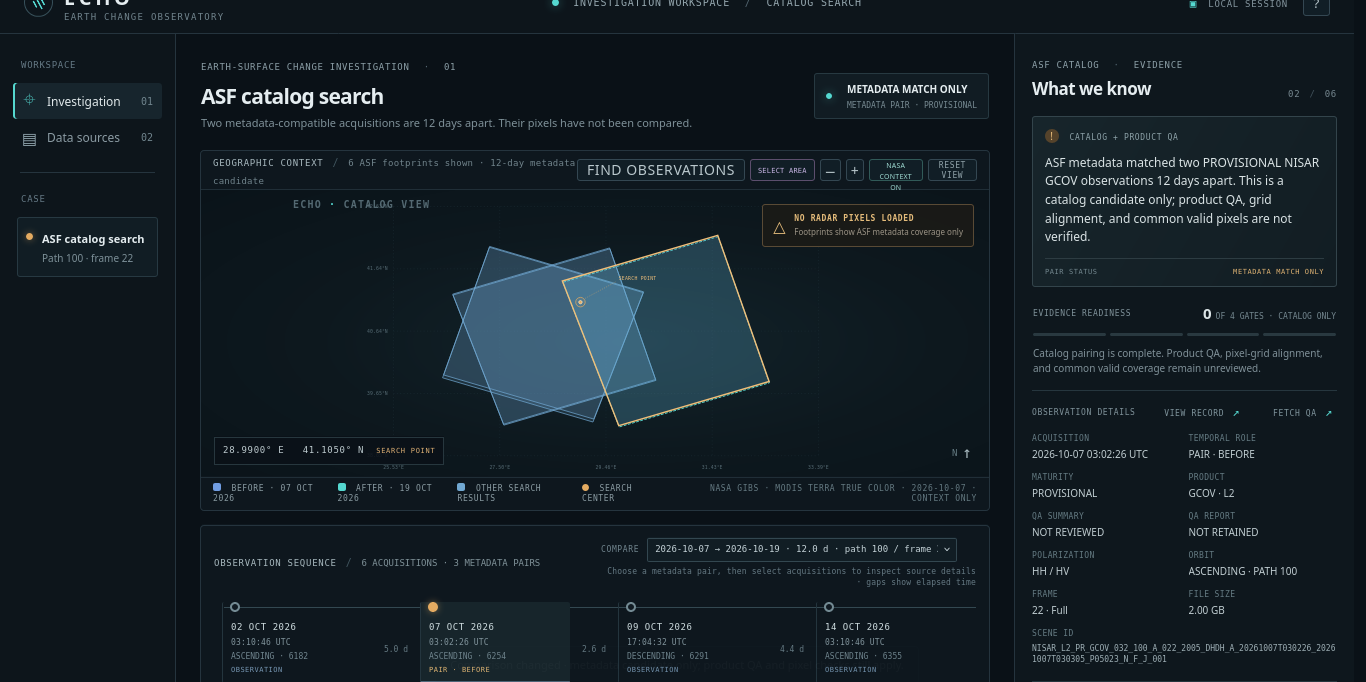 ECHO
EARTH CHANGE OBSERVATORY
INVESTIGATION WORKSPACE / CATALOG SEARCH
LOCAL SESSION
?
WORKSPACE
Investigation 01
Data sources 02
CASE
ASF catalog search
Path 100 · frame 22
EARTH-SURFACE CHANGE INVESTIGATION · 01
ASF catalog search
Two metadata-compatible acquisitions are 12 days apart. Their pixels have not been compared.
METADATA MATCH ONLY
METADATA PAIR · PROVISIONAL
GEOGRAPHIC CONTEXT / 6 ASF footprints shown · 12-day metadata
candidate
FIND OBSERVATIONS
SELECT AREA
–
+
NASA
CONTEXT
ON
RESET
VIEW
ECHO · CATALOG VIEW
NO RADAR PIXELS LOADED
Footprints show ASF metadata coverage only
SEARCH POINT
28.9900° E 41.1050° N SEARCH POINT
N ↑
BEFORE · 07 OCT
2026
AFTER · 19 OCT
2026
OTHER SEARCH
RESULTS
SEARCH
CENTER
NASA GIBS · MODIS TERRA TRUE COLOR · 2026-10-07 ·
CONTEXT ONLY
OBSERVATION SEQUENCE / 6 ACQUISITIONS · 3 METADATA PAIRS
COMPARE
2026-10-07 → 2026-10-19 · 12.0 d · path 100 / frame
Choose a metadata pair, then select acquisitions to inspect source details
· gaps show elapsed time
02 OCT 2026
03:10:46 UTC
ASCENDING · 6182
OBSERVATION
5.0 d
07 OCT 2026
03:02:26 UTC
ASCENDING · 6254
PAIR · BEFORE
2.6 d
09 OCT 2026
17:04:32 UTC
DESCENDING · 6291
OBSERVATION
4.4 d
14 OCT 2026
03:10:46 UTC
ASCENDING · 6355
OBSERVATION
ASF CATALOG · EVIDENCE
What we know
02 / 06
! CATALOG + PRODUCT QA
ASF metadata matched two PROVISIONAL NISAR
GCOV observations 12 days apart. This is a
catalog candidate only; product QA, grid
alignment, and common valid pixels are not
verified.
PAIR STATUS METADATA MATCH ONLY
EVIDENCE READINESS 0 OF 4 GATES · CATALOG ONLY
Catalog pairing is complete. Product QA, pixel-grid alignment,
and common valid coverage remain unreviewed.
OBSERVATION DETAILS VIEW RECORD ↗ FETCH QA ↗
ACQUISITION
2026-10-07 03:02:26 UTC
TEMPORAL ROLE
PAIR · BEFORE
MATURITY
PROVISIONAL
PRODUCT
GCOV · L2
QA SUMMARY
NOT REVIEWED
QA REPORT
NOT RETAINED
POLARIZATION
HH / HV
ORBIT
ASCENDING · PATH 100
FRAME
22 · Full
FILE SIZE
2.00 GB
SCENE ID
NISAR_L2_PR_GCOV_032_100_A_022_2005_DHDH_A_20261007T030226_2026
1007T030305_P05023_N_F_J_001